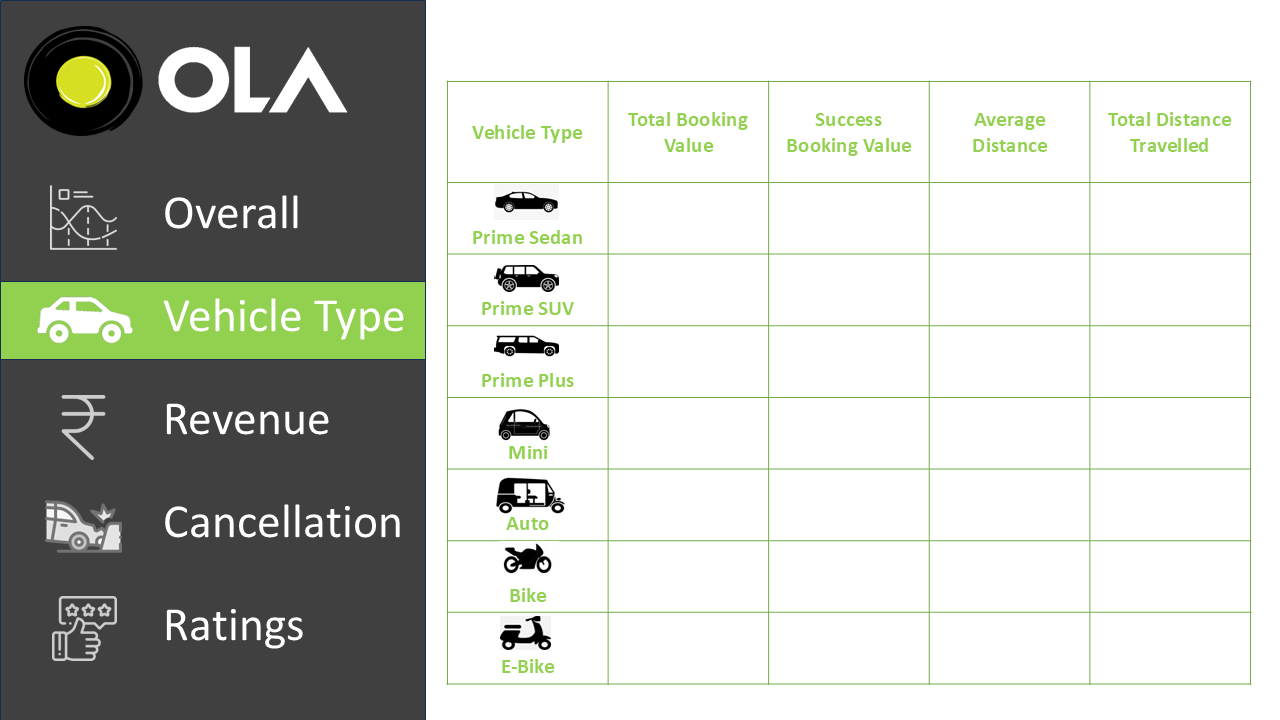 OLA
Overall
Vehicle Type
Revenue
Cancellation
Ratings
Vehicle Type
Total Booking
Value
Success
Booking Value
Average
Distance
Total Distance
Travelled
Prime Sedan
Prime SUV
Prime Plus
Mini
Auto
Bike
E-Bike